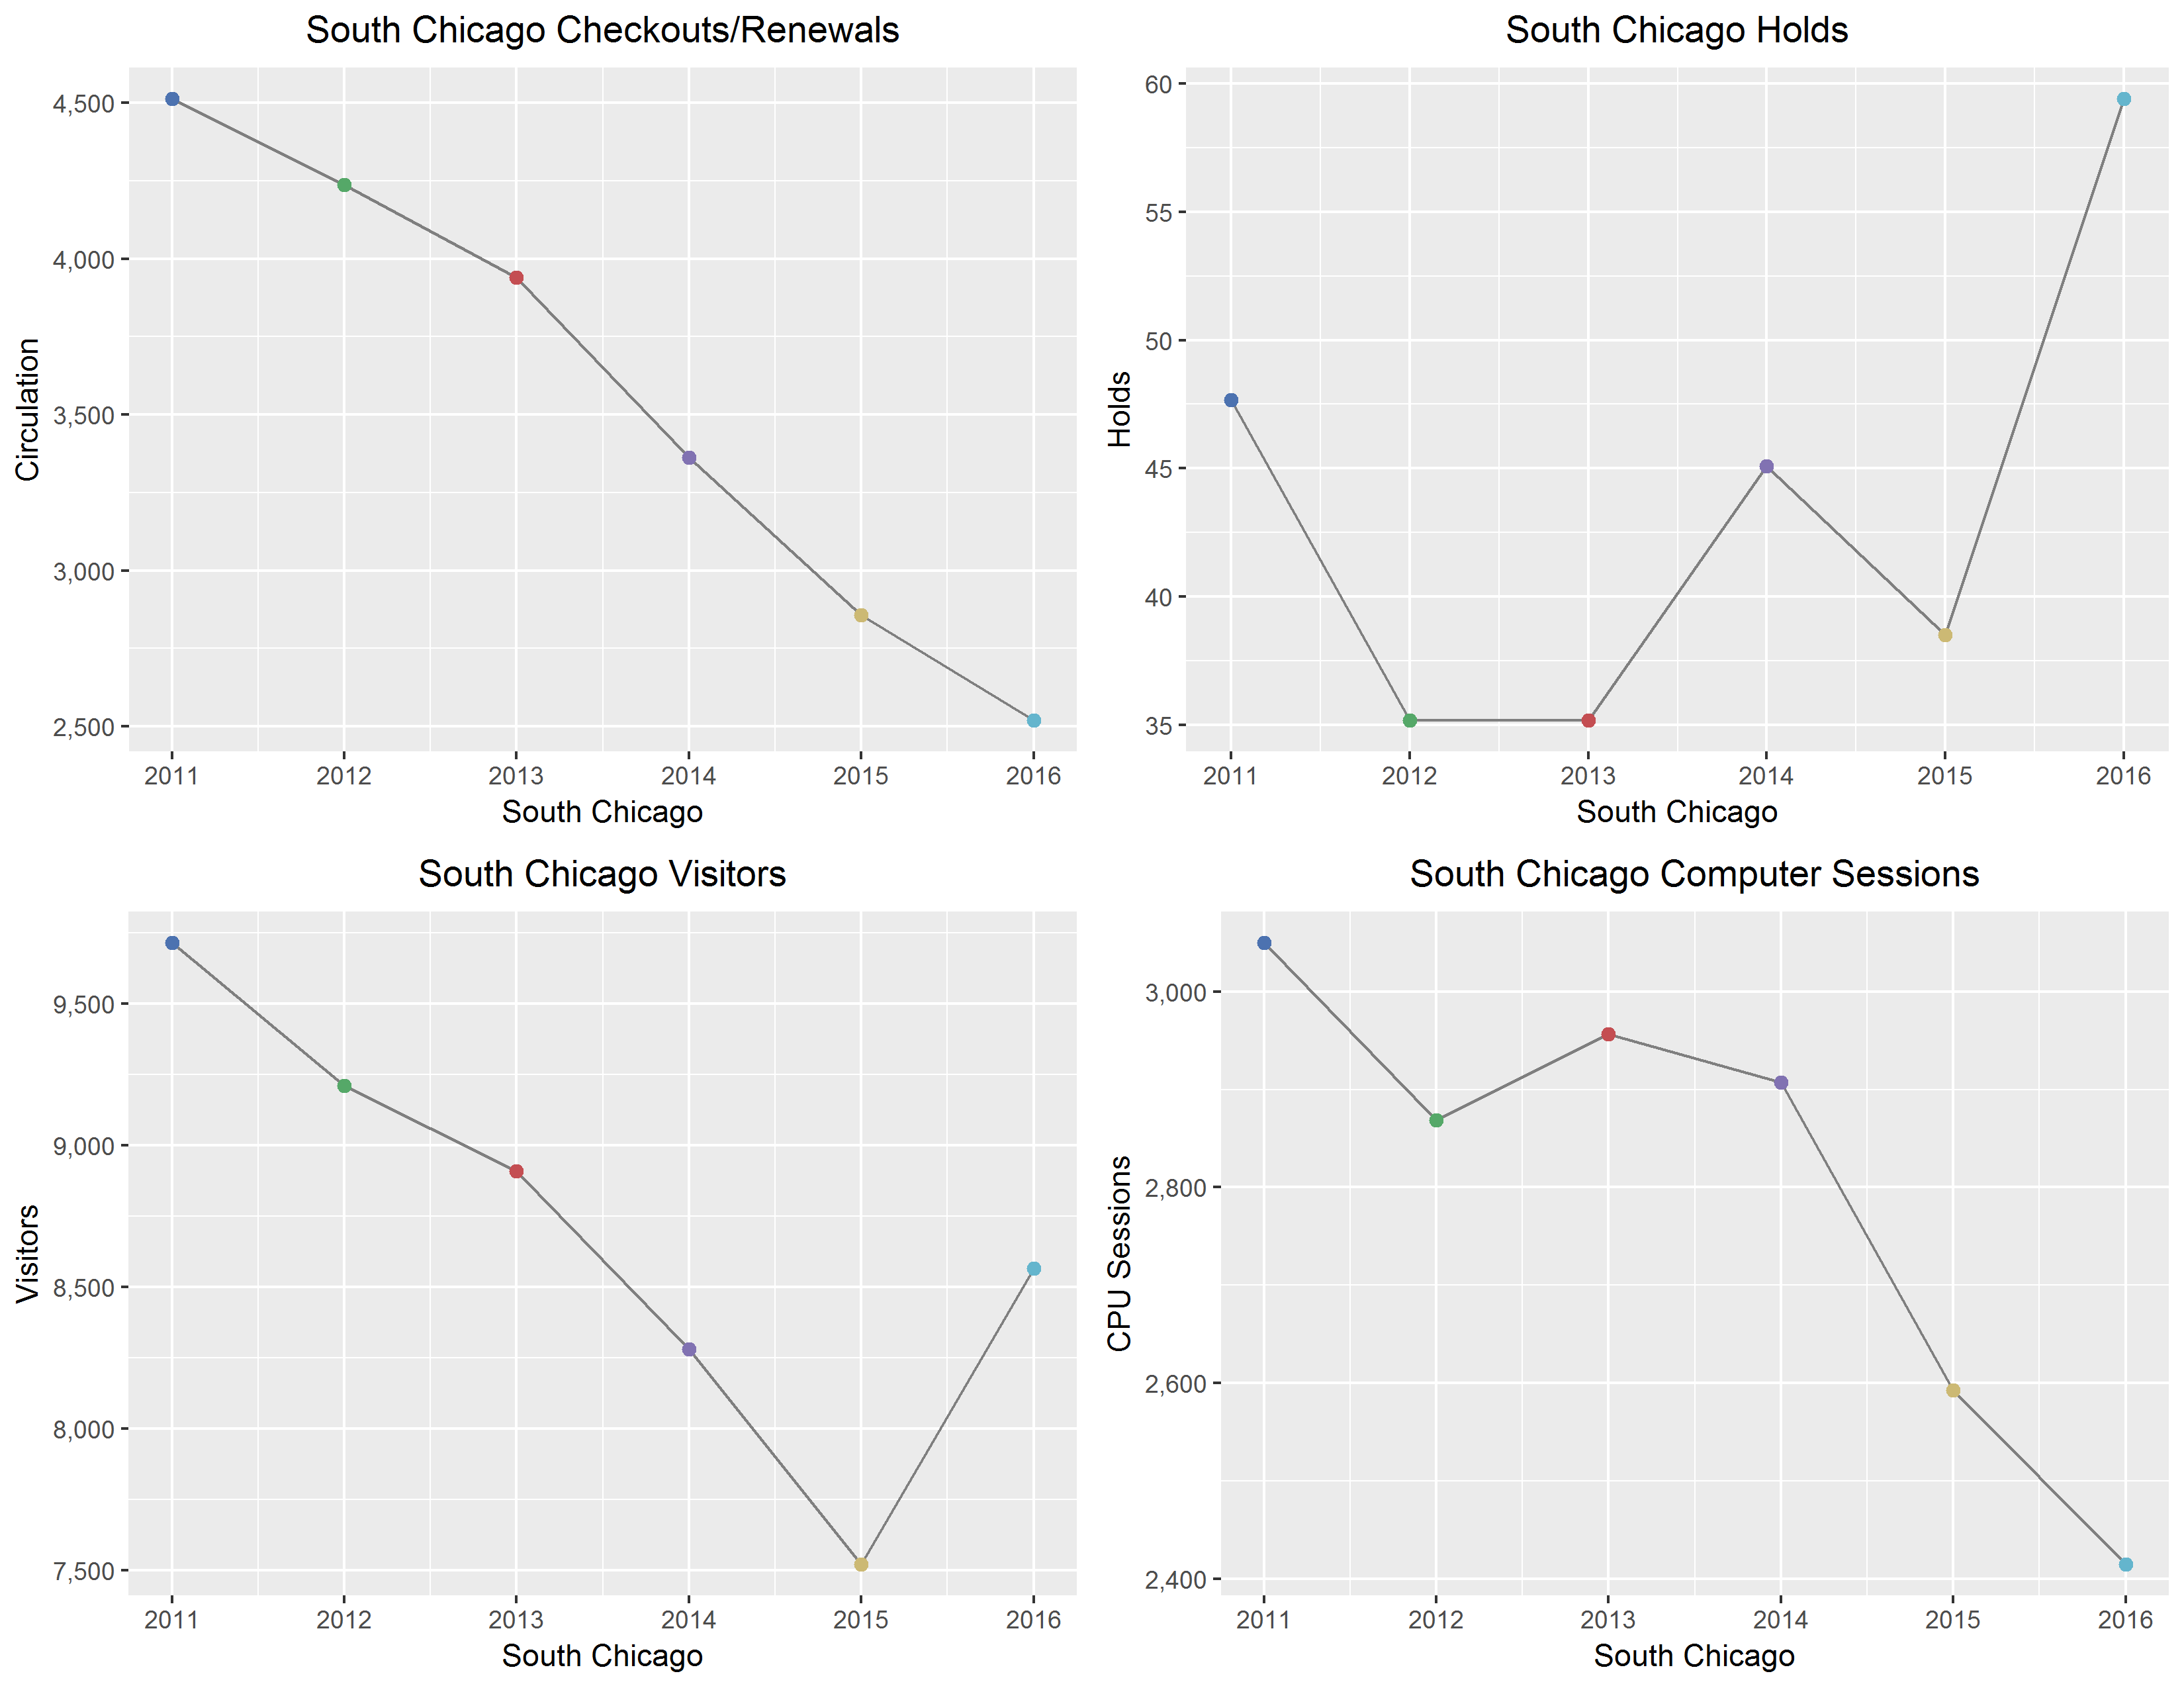 South Chicago Checkouts/Renewals
Circulation
4,500
4,000
3,500
3,000
2,500
2011 2012 2013 2014 2015 2016
South Chicago
South Chicago Holds
Holds
60
55
50
45
40
35
2011 2012 2013 2014 2015 2016
South Chicago
South Chicago Visitors
Visitors
9,500
9,000
8,500
8,000
7,500
2011 2012 2013 2014 2015 2016
South Chicago
South Chicago Computer Sessions
CPU Sessions
3,000
2,800
2,600
2,400
2011 2012 2013 2014 2015 2016
South Chicago